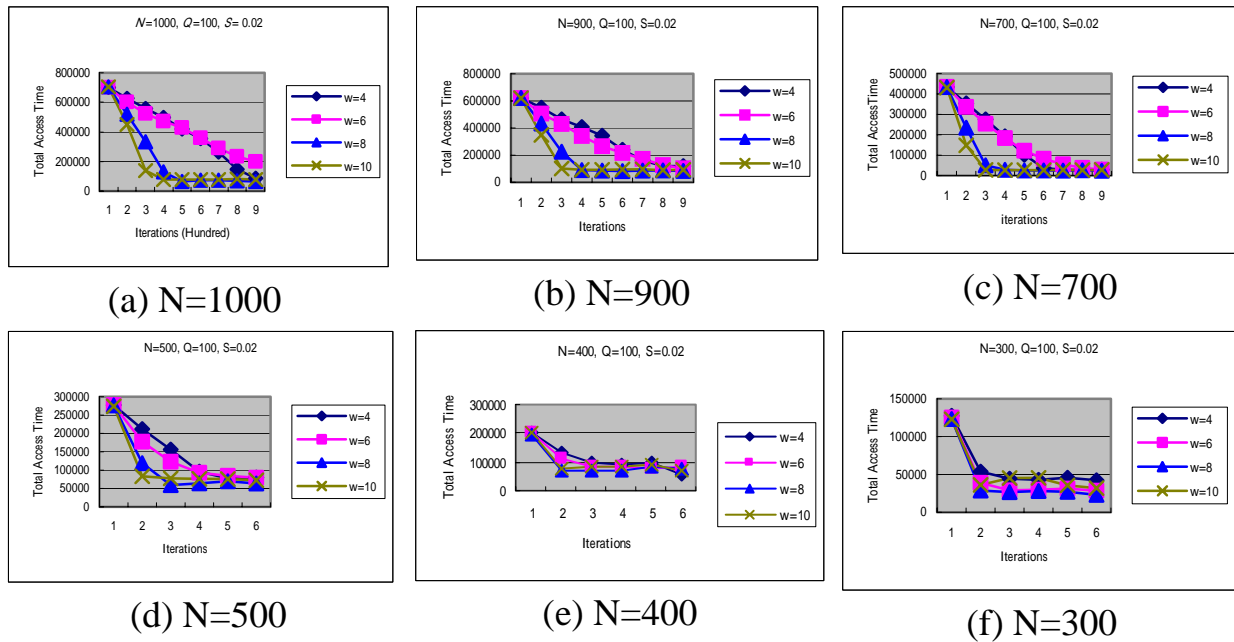 N=1000, Q=100, S= 0.02
Total Access Time
800000
600000
400000
200000
0
1 2 3 4 5 6 7 8 9
Iterations (Hundred)
w=4
w=6
w=8
w=10
(a) N=1000
N=900, Q=100, S=0.02
Total Access Time
800000
600000
400000
200000
0
1 2 3 4 5 6 7 8 9
Iterations
w=4
w=6
w=8
w=10
(b) N=900
N=700, Q=100, S=0.02
Total AccessTime
500000
400000
300000
200000
100000
0
1 2 3 4 5 6 7 8 9
iterations
w=4
w=6
w=8
w=10
(c) N=700
N=500, Q=100, S=0.02
Total Access Time
300000
250000
200000
150000
100000
50000
0
1 2 3 4 5 6
Iterations
w=4
w=6
w=8
w=10
(d) N=500
N=400, Q=100, S=0.02
Total Access Time
300000
200000
100000
0
1 2 3 4 5 6
Iterations
w=4
w=6
w=8
w=10
(e) N=400
N=300, Q=100, S=0.02
Total Access Time
150000
100000
50000
0
1 2 3 4 5 6
Iterations
w=4
w=6
w=8
w=10
(f) N=300